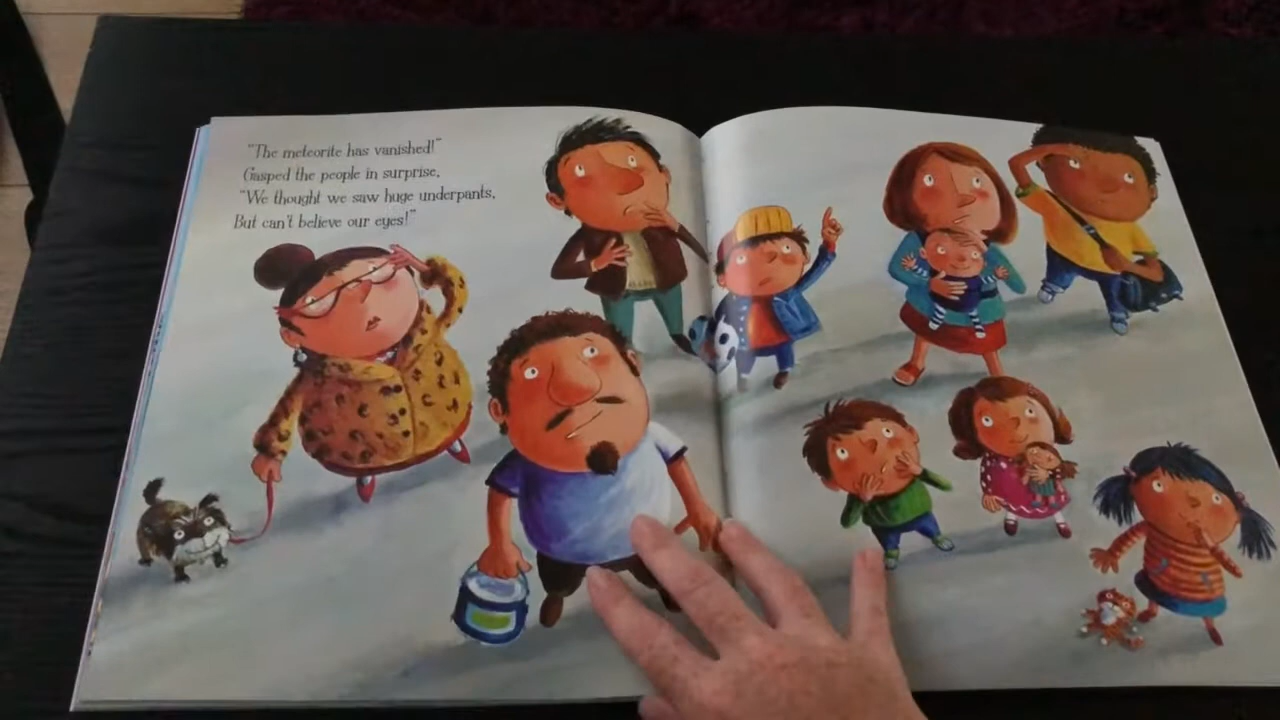 "The meteorite has vanished!"
Gasped the people in surprise,
"We thought we saw huge underpants,
But can't believe our eyes!"